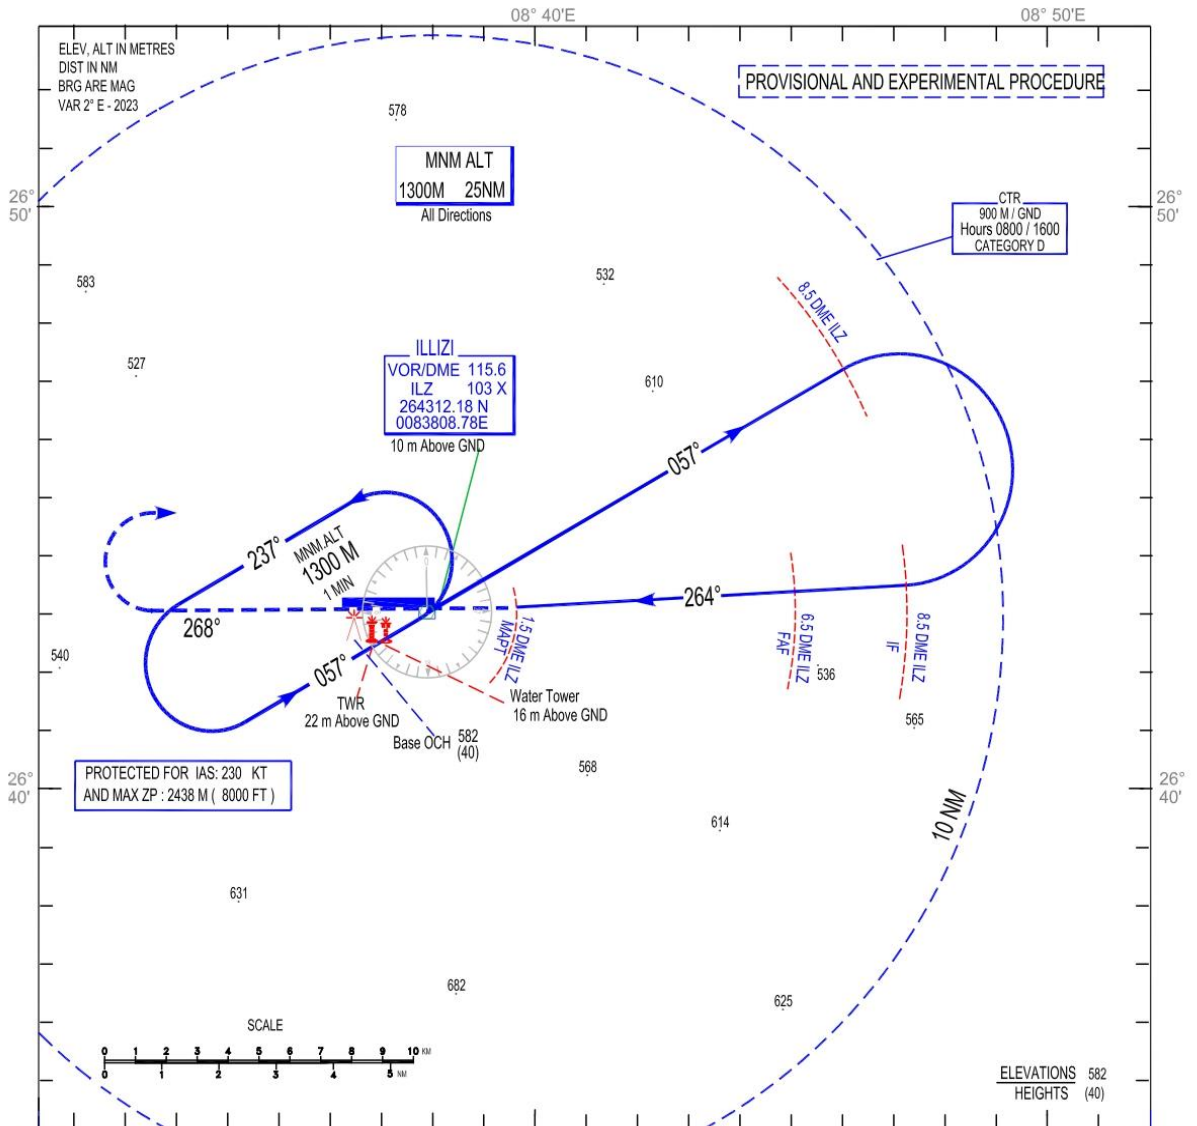 08° 40'E
08° 50'E
ELEV, ALT IN METRES
DIST IN NM
BRG ARE MAG
VAR 2° E - 2023
PROVISIONAL AND EXPERIMENTAL PROCEDURE
578
MNM ALT
1300M 25NM
All Directions
26°
50'
26°
50'
CTR
900 M / GND
Hours 0800 / 1600
CATEGORY D
583
532
8.5 DME ILZ
527
610
ILLIZI
VOR/DME 115.6
ILZ 103 X
264312.18 N
0083808.78E
10 m Above GND
057°
237°
MNM.ALT
1300 M
1 MIN
0
264°
268°
1.5 DME ILZ
MAPT
6.5 DME ILZ
FAF
8.5 DME ILZ
IF
540
057°
536
TWR
22 m Above GND
Water Tower
16 m Above GND
565
Base OCH 582
(40)
568
PROTECTED FOR IAS: 230 KT
AND MAX ZP : 2438 M ( 8000 FT )
26°
40'
26°
40'
10 NM
614
631
682
625
SCALE
0 1 2 3 4 5 6 7 8 9 10 KM
0 1 2 3 4 5 NM
ELEVATIONS 582
HEIGHTS (40)